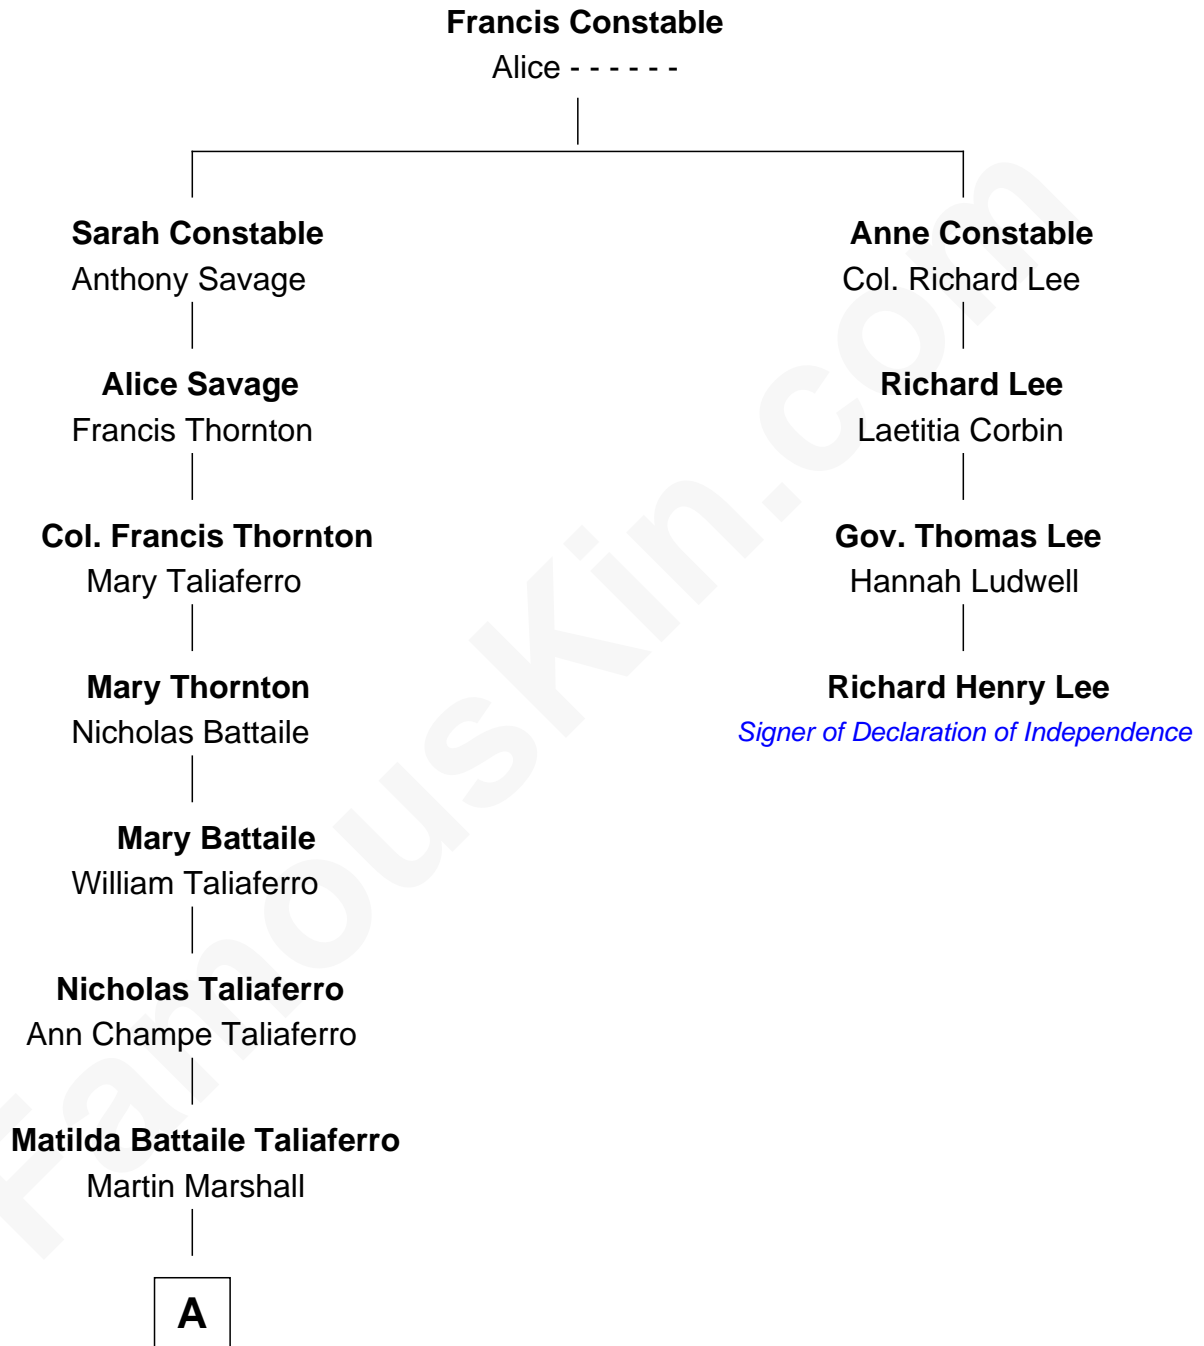 Francis Constable
Alice - - - - - -
Sarah Constable
Anthony Savage
Anne Constable
Col. Richard Lee
Alice Savage
Francis Thornton
Richard Lee
Laetitia Corbin
Col. Francis Thornton
Mary Taliaferro
Gov. Thomas Lee
Hannah Ludwell
Mary Thornton
Nicholas Battaile
Richard Henry Lee
Signer of Declaration of Independence
Mary Battaile
William Taliaferro
Nicholas Taliaferro
Ann Champe Taliaferro
Matilda Battaile Taliaferro
Martin Marshall
A
FamousKin.com